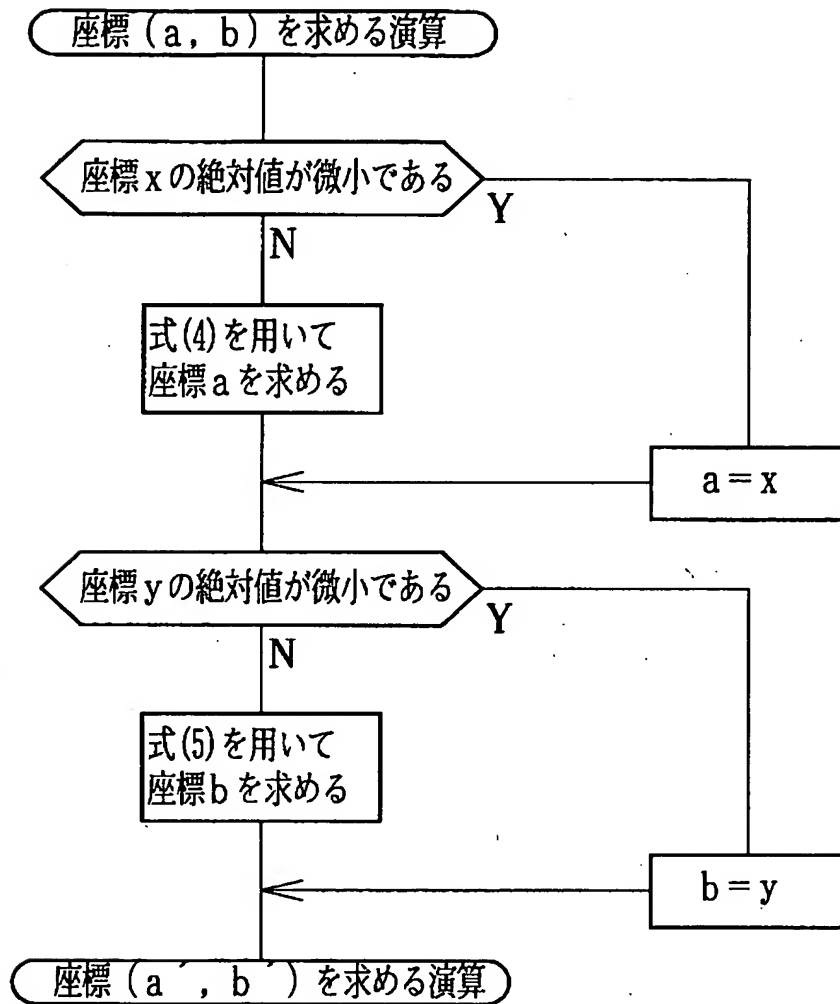 座標(a, b)を求める演算
座標xの絶対値が微小である
Y
N
式(4)を用いて
座標aを求める
a=x
座標yの絶対値が微小である
Y
N
式(5)を用いて
座標bを求める
b=y
座標(a´, b´)を求める演算